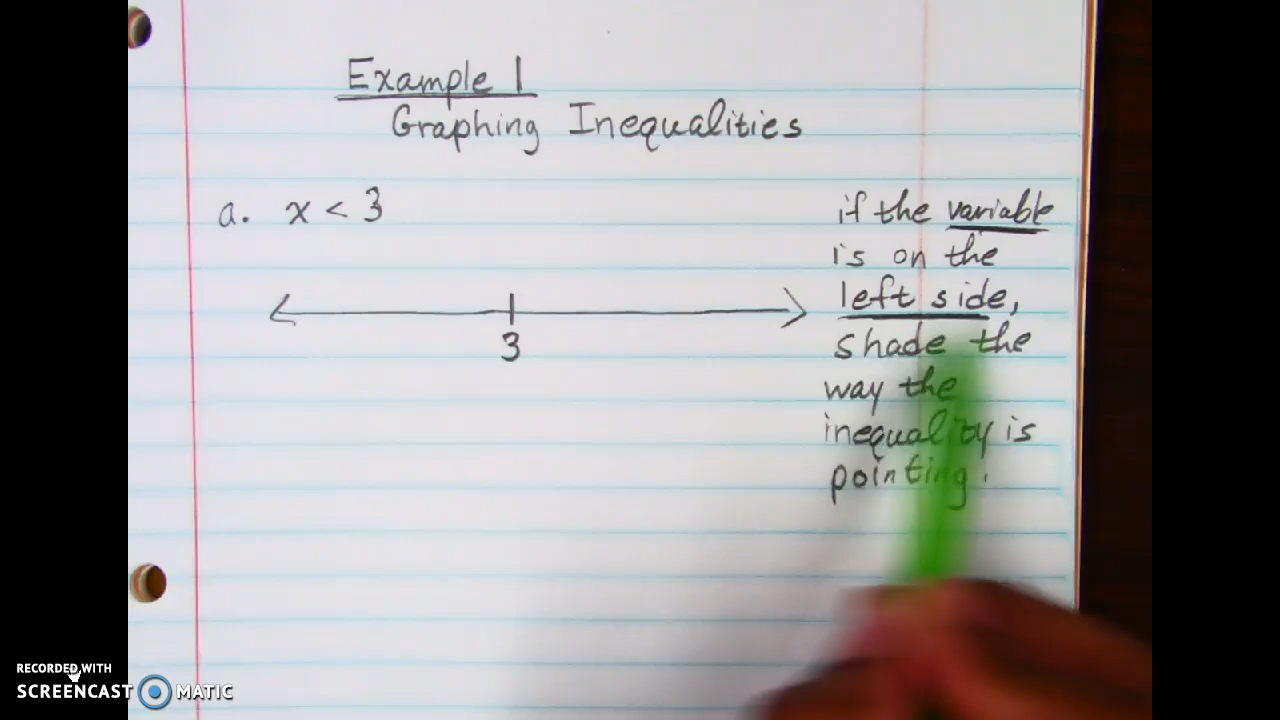 Example 1
Graphing Inequalities
a. x < 3
3
if the variable
is on the
left side,
shade the
way the
inequality is
pointing.
RECORDED WITH
SCREENCAST MATIC